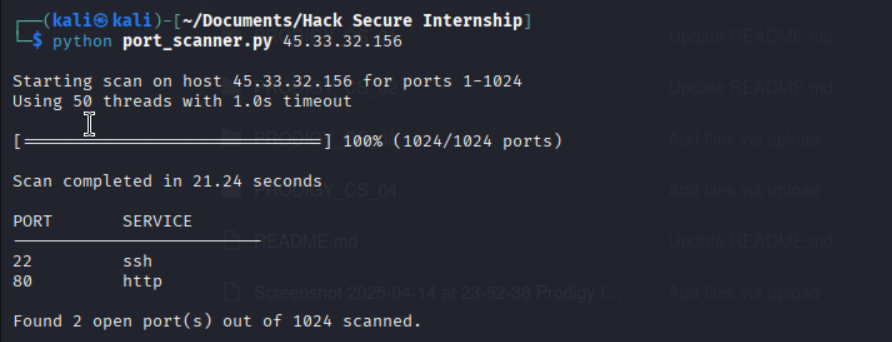 ┌──(kali㉿kali)-[~/Documents/Hack Secure Internship]
└─$ python port_scanner.py 45.33.32.156
Update README.md
Starting scan on host 45.33.32.156 for ports 1-1024
Using 50 threads with 1.0s timeout
[==============================] 100% (1024/1024 ports)
Add files via upload
Scan completed in 21.24 seconds
PRODIGY_CS_04
Add files via upload
PORT SERVICE
README.md
Update README.md
22 ssh
80 http
Screenshot 2025-04-14 at 23-52-38 Prodigy I...
Add files via upload
Found 2 open port(s) out of 1024 scanned.